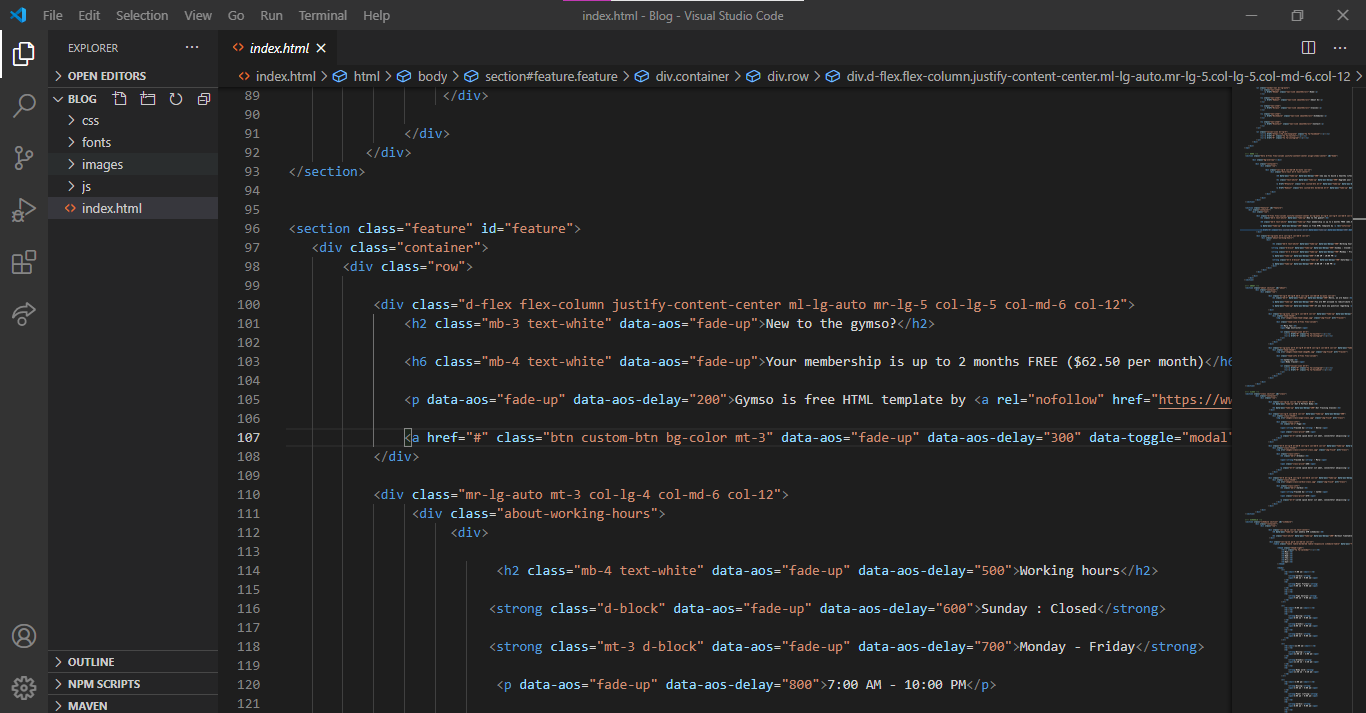 File Edit Selection View Go Run Terminal Help
index.html - Blog - Visual Studio Code
EXPLORER
OPEN EDITORS
BLOG
css
fonts
images
js
index.html
OUTLINE
NPM SCRIPTS
MAVEN
index.html
index.html > html > body > section#feature.feature > div.container > div.row > div.d-flex.flex-column.justify-content-center.ml-lg-auto.mr-lg-5.col-lg-5.col-md-6.col-12 >
89 </div>
90
91 </div>
92 </div>
93 </section>
94
95
96 <section class="feature" id="feature">
97 <div class="container">
98 <div class="row">
99
100 <div class="d-flex flex-column justify-content-center ml-lg-auto mr-lg-5 col-lg-5 col-md-6 col-12">
101 <h2 class="mb-3 text-white" data-aos="fade-up">New to the gymso?</h2>
102
103 <h6 class="mb-4 text-white" data-aos="fade-up">Your membership is up to 2 months FREE ($62.50 per month)</h6
104
105 <p data-aos="fade-up" data-aos-delay="200">Gymso is free HTML template by <a rel="nofollow" href="https://ww
106
107 <a href="#" class="btn custom-btn bg-color mt-3" data-aos="fade-up" data-aos-delay="300" data-toggle="modal"
108 </div>
109
110 <div class="mr-lg-auto mt-3 col-lg-4 col-md-6 col-12">
111 <div class="about-working-hours">
112 <div>
113
114 <h2 class="mb-4 text-white" data-aos="fade-up" data-aos-delay="500">Working hours</h2>
115
116 <strong class="d-block" data-aos="fade-up" data-aos-delay="600">Sunday : Closed</strong>
117
118 <strong class="mt-3 d-block" data-aos="fade-up" data-aos-delay="700">Monday - Friday</strong>
119
120 <p data-aos="fade-up" data-aos-delay="800">7:00 AM - 10:00 PM</p>
121